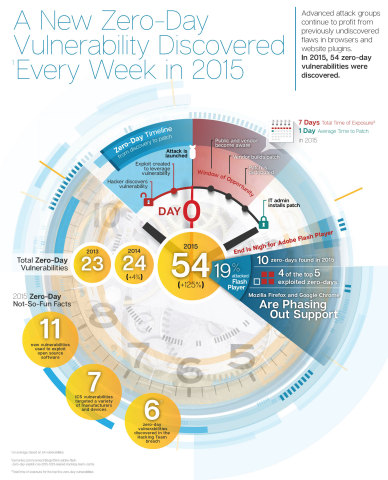 A New Zero-Day
Vulnerability Discovered
Every Week in 2015
Advanced attack groups
continue to profit from
previously undiscovered
flaws in browsers and
website plugins.
In 2015, 54 zero-day
vulnerabilities were
discovered.
7 Days Total Time of Exposure
1 Day Average Time to Patch
in 2015
Zero-Day Timeline
from discovery to patch
Attack is
launched
Public and vendor
become aware
Exploit created
to leverage
vulnerability
Vendor builds patch
Hacker discovers
vulnerability
Window of Opportunity
IT admin
installs patch
DAY 0
End Is Nigh for Adobe Flash Player
Total Zero-Day
Vulnerabilities
2013
23
2014
24
(+4%)
2015
54
(+125%)
19%
attacked
Flash
Player
10 zero-days found in 2015
4 of the top 5
exploited zero-days
Mozilla Firefox and Google Chrome
Are Phasing
Out Support
2015 Zero-Day
Not-So-Fun Facts
11
new vulnerabilities
used to exploit
open source
software
7
ICS vulnerabilities
targeted a variety
of manufacturers
and devices
6
zero-day
vulnerabilities
discovered in the
Hacking Team
breach
10
8
7
6
5